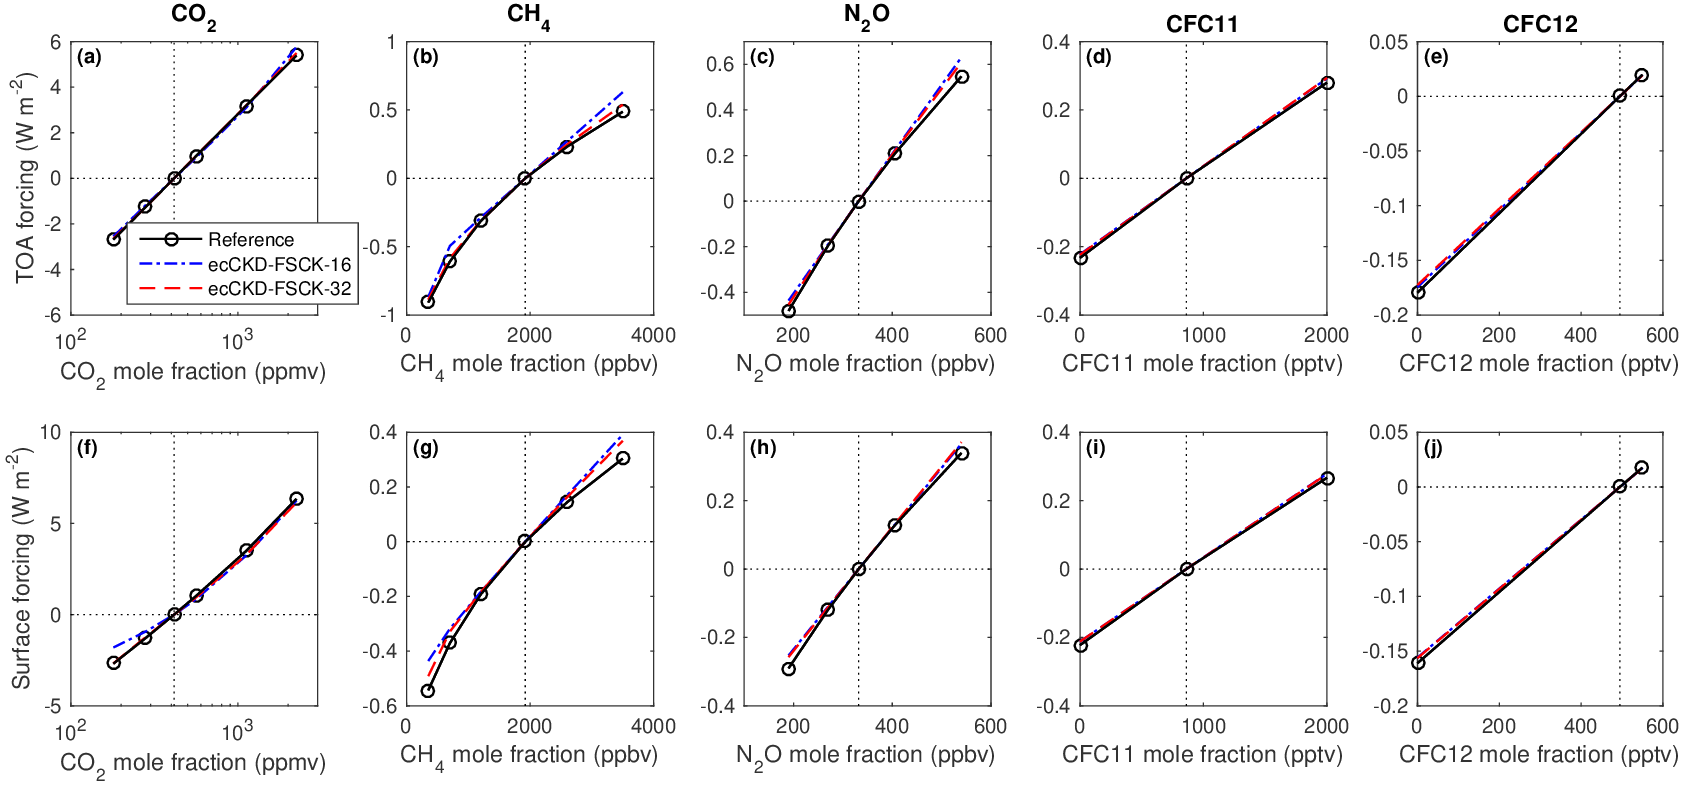 CO2
CH4
N2O
CFC11
CFC12
TOA forcing (W m-2)
(a)
6
4
2
0
-2
-4
-6
10^2
10^3
CO2 mole fraction (ppmv)
Reference
ecCKD-FSCK-16
ecCKD-FSCK-32
(b)
1
0.5
0
-0.5
-1
0
2000
4000
CH4 mole fraction (ppbv)
(c)
0.6
0.4
0.2
0
-0.2
-0.4
200
400
600
N2O mole fraction (ppbv)
(d)
0.4
0.2
0
-0.2
-0.4
0
1000
2000
CFC11 mole fraction (pptv)
(e)
0.05
0
-0.05
-0.1
-0.15
-0.2
0
200
400
600
CFC12 mole fraction (pptv)
Surface forcing (W m-2)
(f)
10
5
0
-5
10^2
10^3
CO2 mole fraction (ppmv)
(g)
0.4
0.2
0
-0.2
-0.4
-0.6
0
2000
4000
CH4 mole fraction (ppbv)
(h)
0.4
0.2
0
-0.2
-0.4
200
400
600
N2O mole fraction (ppbv)
(i)
0.4
0.2
0
-0.2
-0.4
0
1000
2000
CFC11 mole fraction (pptv)
(j)
0.05
0
-0.05
-0.1
-0.15
-0.2
0
200
400
600
CFC12 mole fraction (pptv)